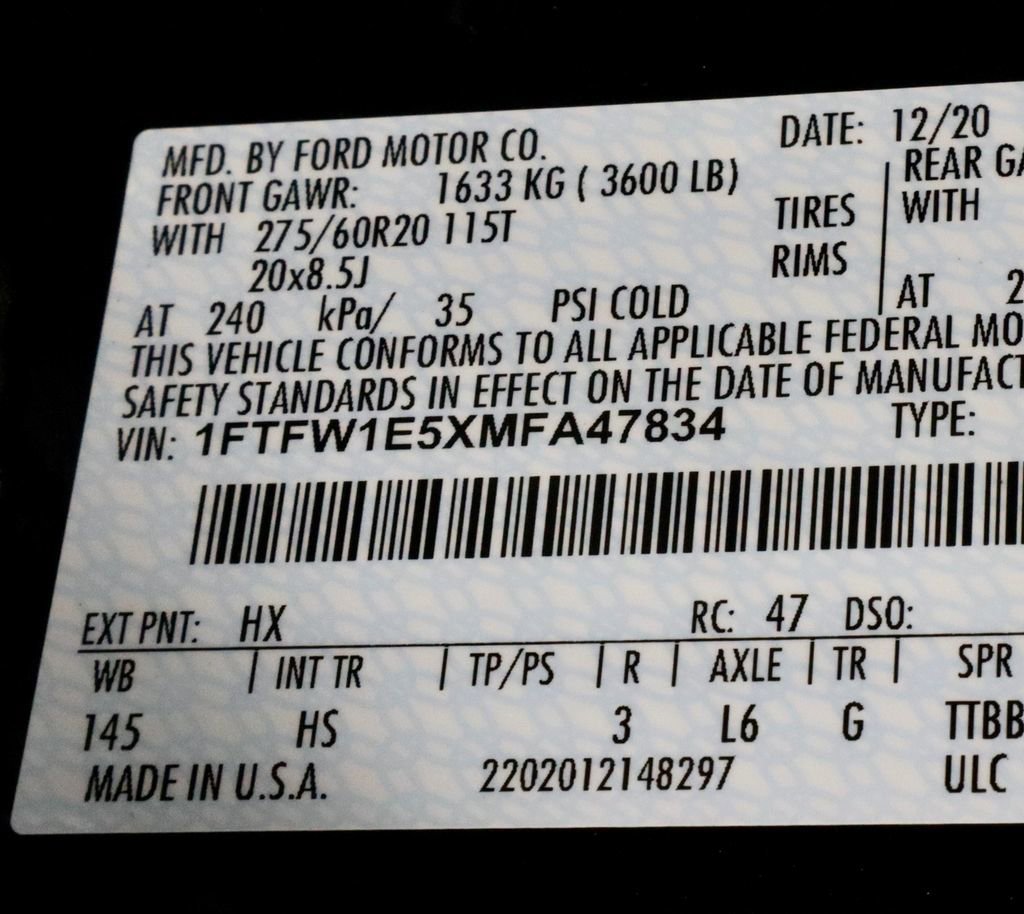 MFD. BY FORD MOTOR CO. DATE: 12/20
FRONT GAWR: 1633 KG ( 3600 LB) REAR
WITH 275/60R20 115T TIRES WITH
20x8.5J RIMS
AT 240 kPa/ 35 PSI COLD AT
THIS VEHICLE CONFORMS TO ALL APPLICABLE FEDERAL
SAFETY STANDARDS IN EFFECT ON THE DATE OF
VIN: 1FTFW1E5XMFA47834 TYPE:
EXT PNT: HX RC: 47 DSO:
WB | INT TR | TP/PS | R | AXLE | TR | SPR
145 HS 3 L6 G TTBB
MADE IN U.S.A. 2202012148297 ULC